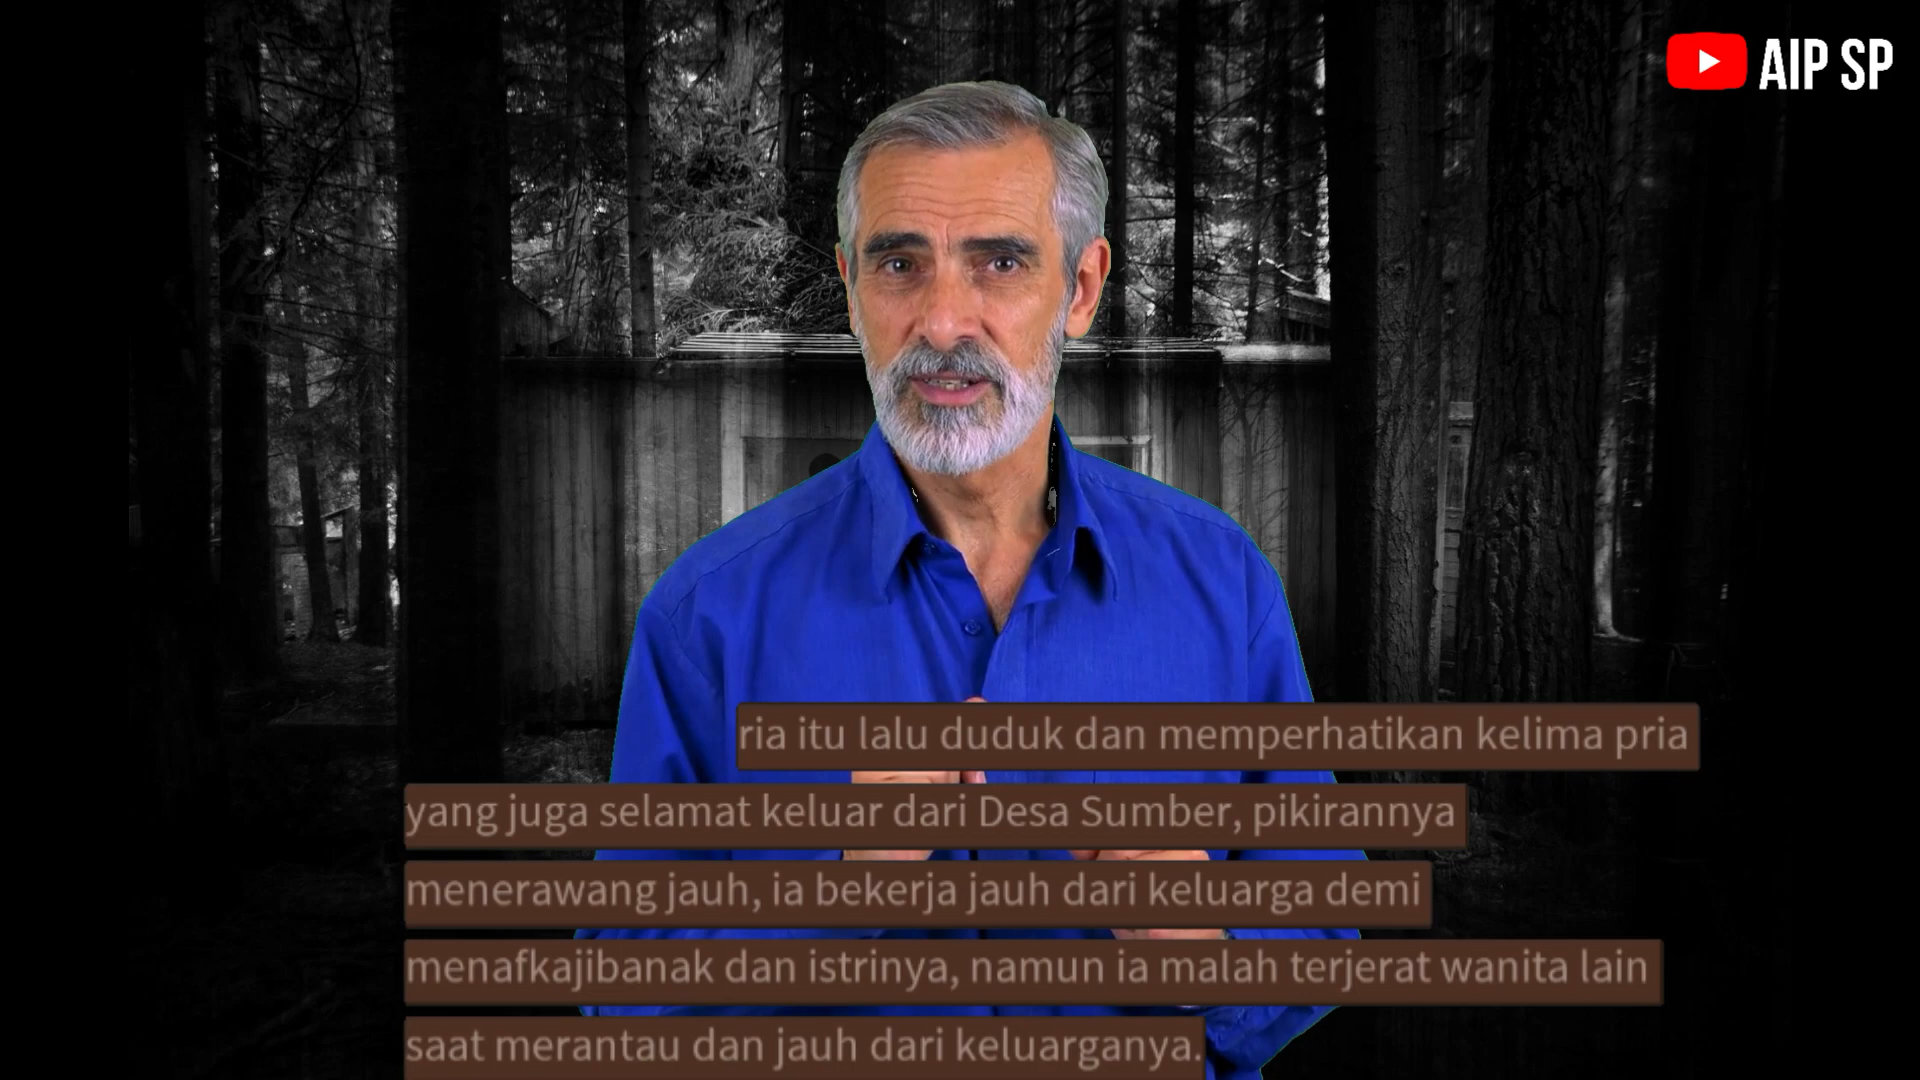 AIP SP
ria itu lalu duduk dan memperhatikan kelima pria
yang juga selamat keluar dari Desa Sumber, pikirannya
menerawang jauh, ia bekerja jauh dari keluarga demi
menafkajibanak dan istrinya, namun ia malah terjerat wanita lain
saat merantau dan jauh dari keluarganya.